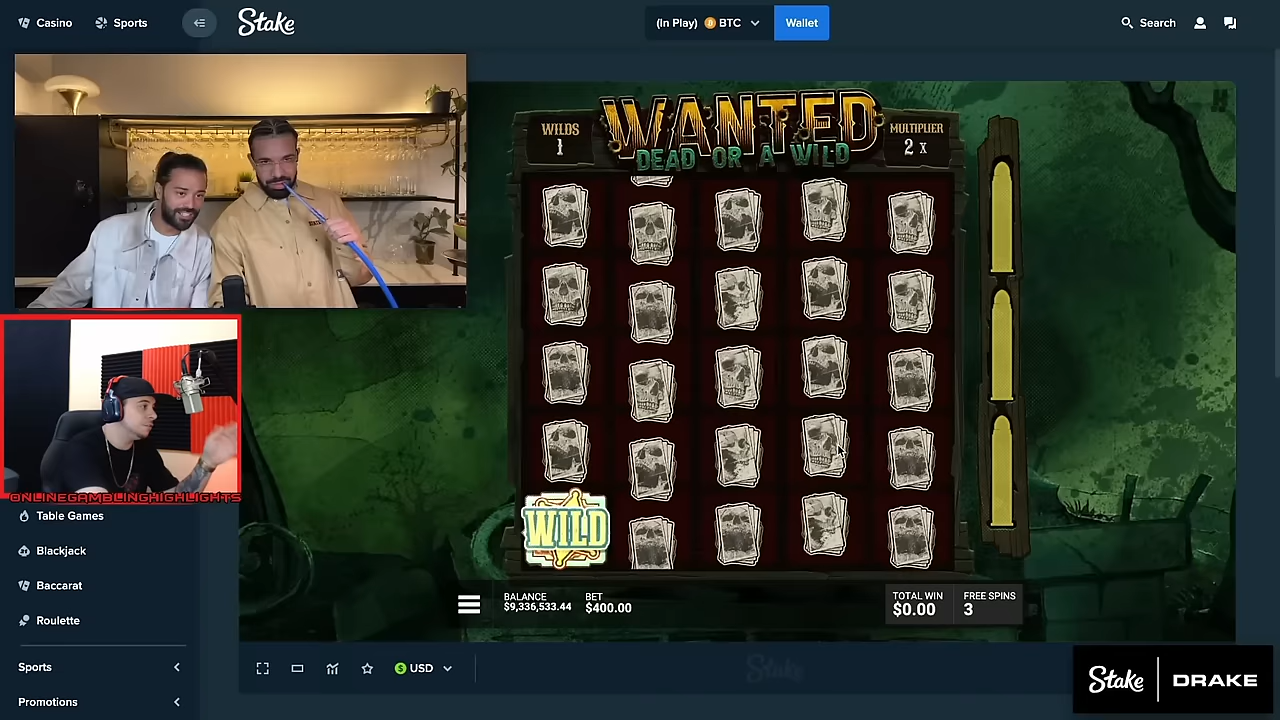 Casino
Sports
Stake
(In Play) BTC
Wallet
Search
WILDS
1
WANTED
DEAD OR A WILD
MULTIPLIER
2 X
WILD
ONLINEGAMBLINGHIGHLIGHTS
Table Games
Blackjack
Baccarat
Roulette
Sports
Promotions
BALANCE
$9,336,533.44
BET
$400.00
TOTAL WIN
$0.00
FREE SPINS
3
USD
Stake
Stake DRAKE